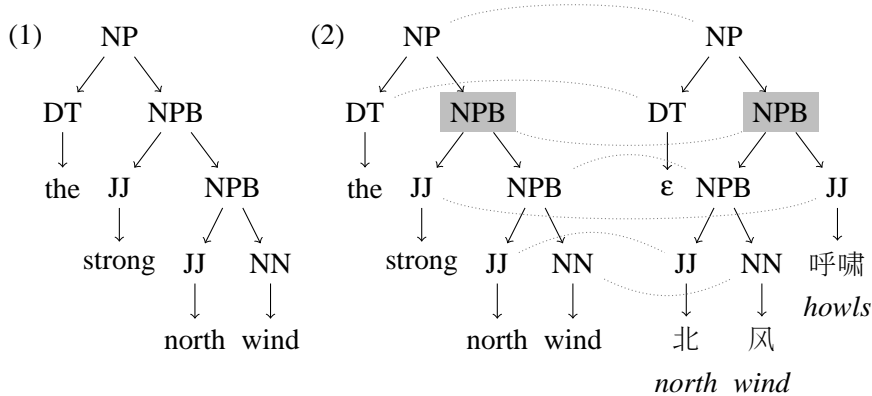 (1) NP (2) NP NP
DT NPB DT NPB DT NPB
the JJ NPB the JJ NPB ε NPB JJ
strong JJ NN strong JJ NN JJ NN 呼啸
howls
north wind north wind 北 风
north wind